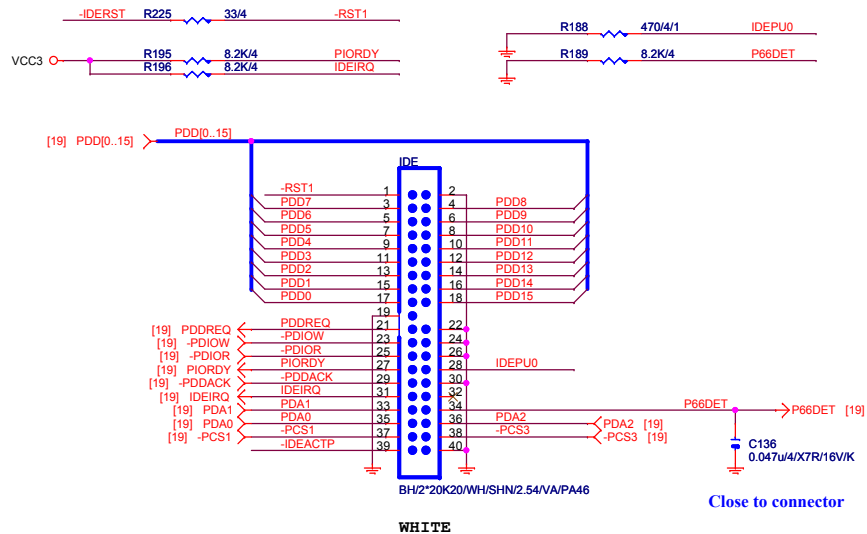 -IDERST R225 33/4 -RST1
R188 470/4/1 IDEPU0
VCC3 R195 8.2K/4 PIORDY
R196 8.2K/4 IDEIRQ
R189 8.2K/4 P66DET
[19] PDD[0..15] PDD[0..15]
IDE
-RST1 1 2
PDD7 3 4 PDD8
PDD6 5 6 PDD9
PDD5 7 8 PDD10
PDD4 9 10 PDD11
PDD3 11 12 PDD12
PDD2 13 14 PDD13
PDD1 15 16 PDD14
PDD0 17 18 PDD15
19
[19] PDDREQ PDDREQ 21 22
[19] -PDIOW -PDIOW 23 24
[19] -PDIOR -PDIOR 25 26
[19] PIORDY PIORDY 27 28 IDEPU0
[19] -PDDACK -PDDACK 29 30
[19] IDEIRQ IDEIRQ 31 32
[19] PDA1 PDA1 33 34 P66DET P66DET [19]
[19] PDA0 PDA0 35 36 PDA2 PDA2 [19]
[19] -PCS1 -PCS1 37 38 -PCS3 -PCS3 [19]
-IDEACTP 39 40
C136
0.047u/4/X7R/16V/K
BH/2*20K20/WH/SHN/2.54/VA/PA46
Close to connector
WHITE